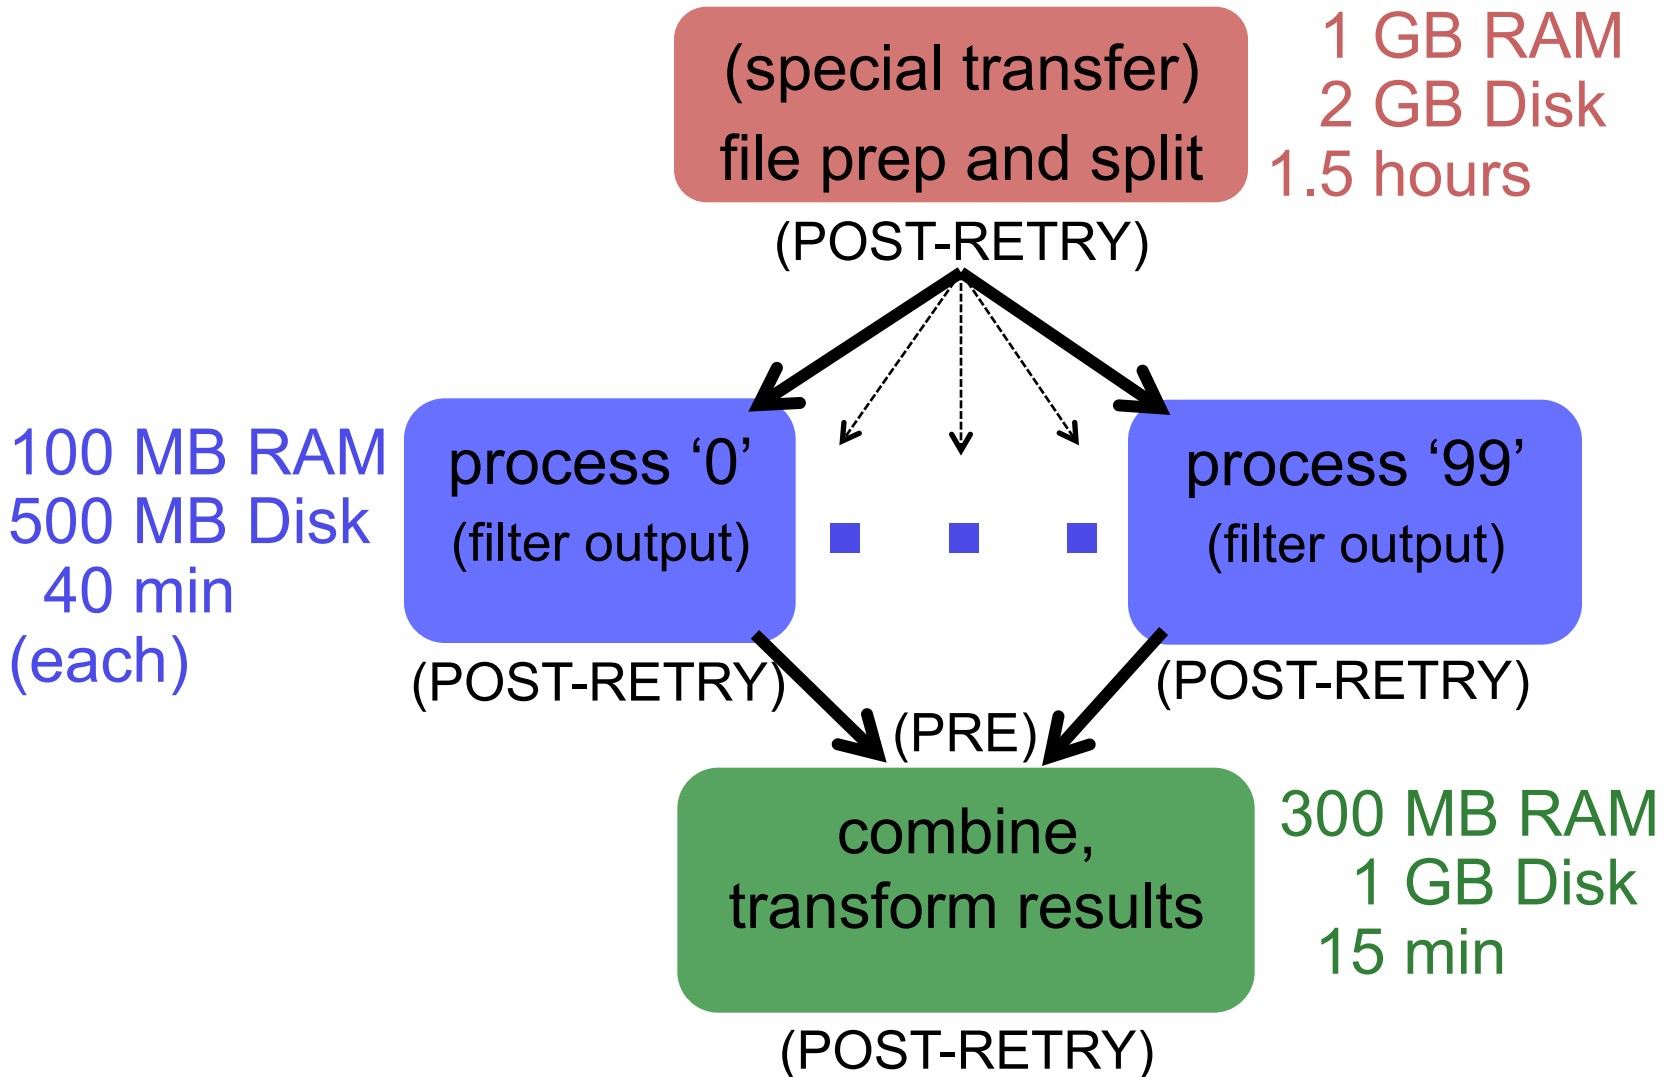 (special transfer)
file prep and split
1 GB RAM
2 GB Disk
1.5 hours
(POST-RETRY)
100 MB RAM
500 MB Disk
40 min
(each)
process ‘0’
(filter output)
process ‘99’
(filter output)
(POST-RETRY)
(POST-RETRY)
(PRE)
combine,
transform results
300 MB RAM
1 GB Disk
15 min
(POST-RETRY)